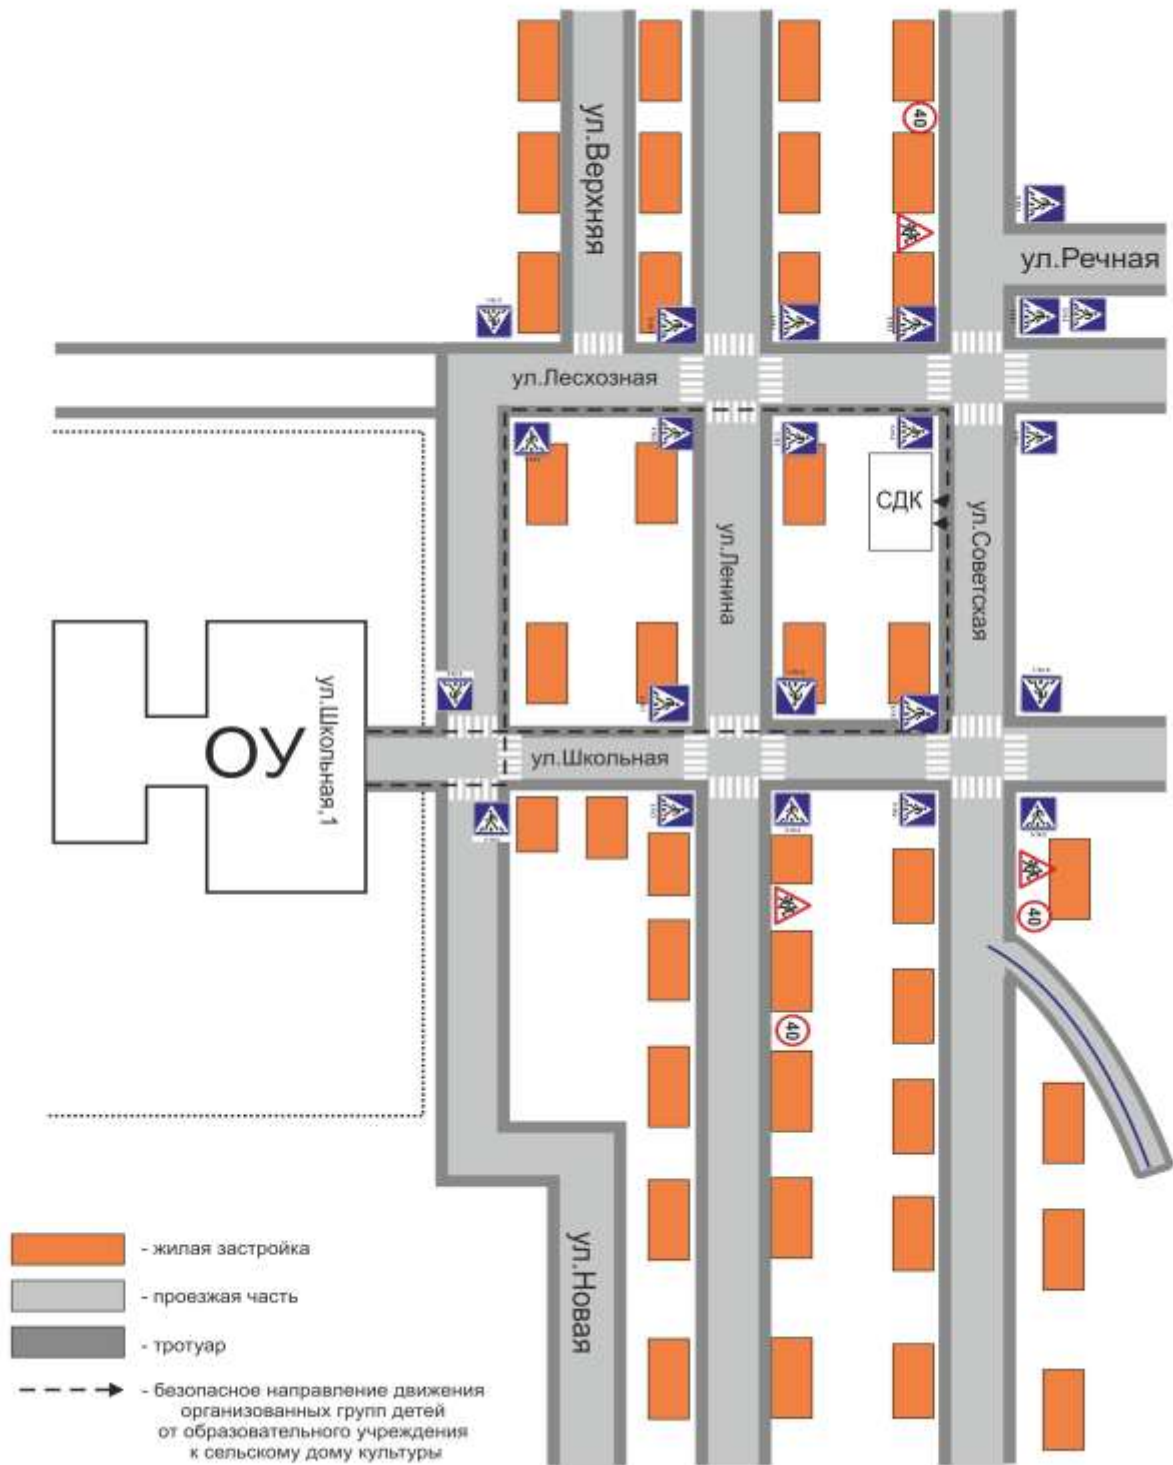 ул.Верхняя
40
ул.Речная
ул.Лесхозная
СДК
ул.Ленина
ул.Советская
ул.Школьная,1
ОУ
ул.Школьная
40
40
ул.Новая
- жилая застройка
- проезжая часть
- тротуар
- безопасное направление движения
организованных групп детей
от образовательного учреждения
к сельскому дому культуры